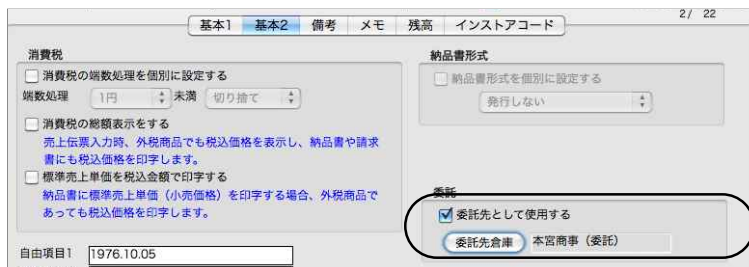 基本1 基本2 備考 メモ 残高 インストアコード
2/ 22
消費税
消費税の端数処理を個別に設定する
端数処理 1円 未満 切り捨て
消費税の総額表示をする
売上伝票入力時、外税商品でも税込価格を表示し、納品書や請求
書にも税込価格を印字します。
標準売上単価を税込金額で印字する
納品書に標準売上単価（小売価格）を印字する場合、外税商品で
あっても税込価格を印字します。
自由項目1 1976.10.05
納品書形式
納品書形式を個別に設定する
発行しない
委託
委託先として使用する
委託先倉庫 本宮商事（委託）